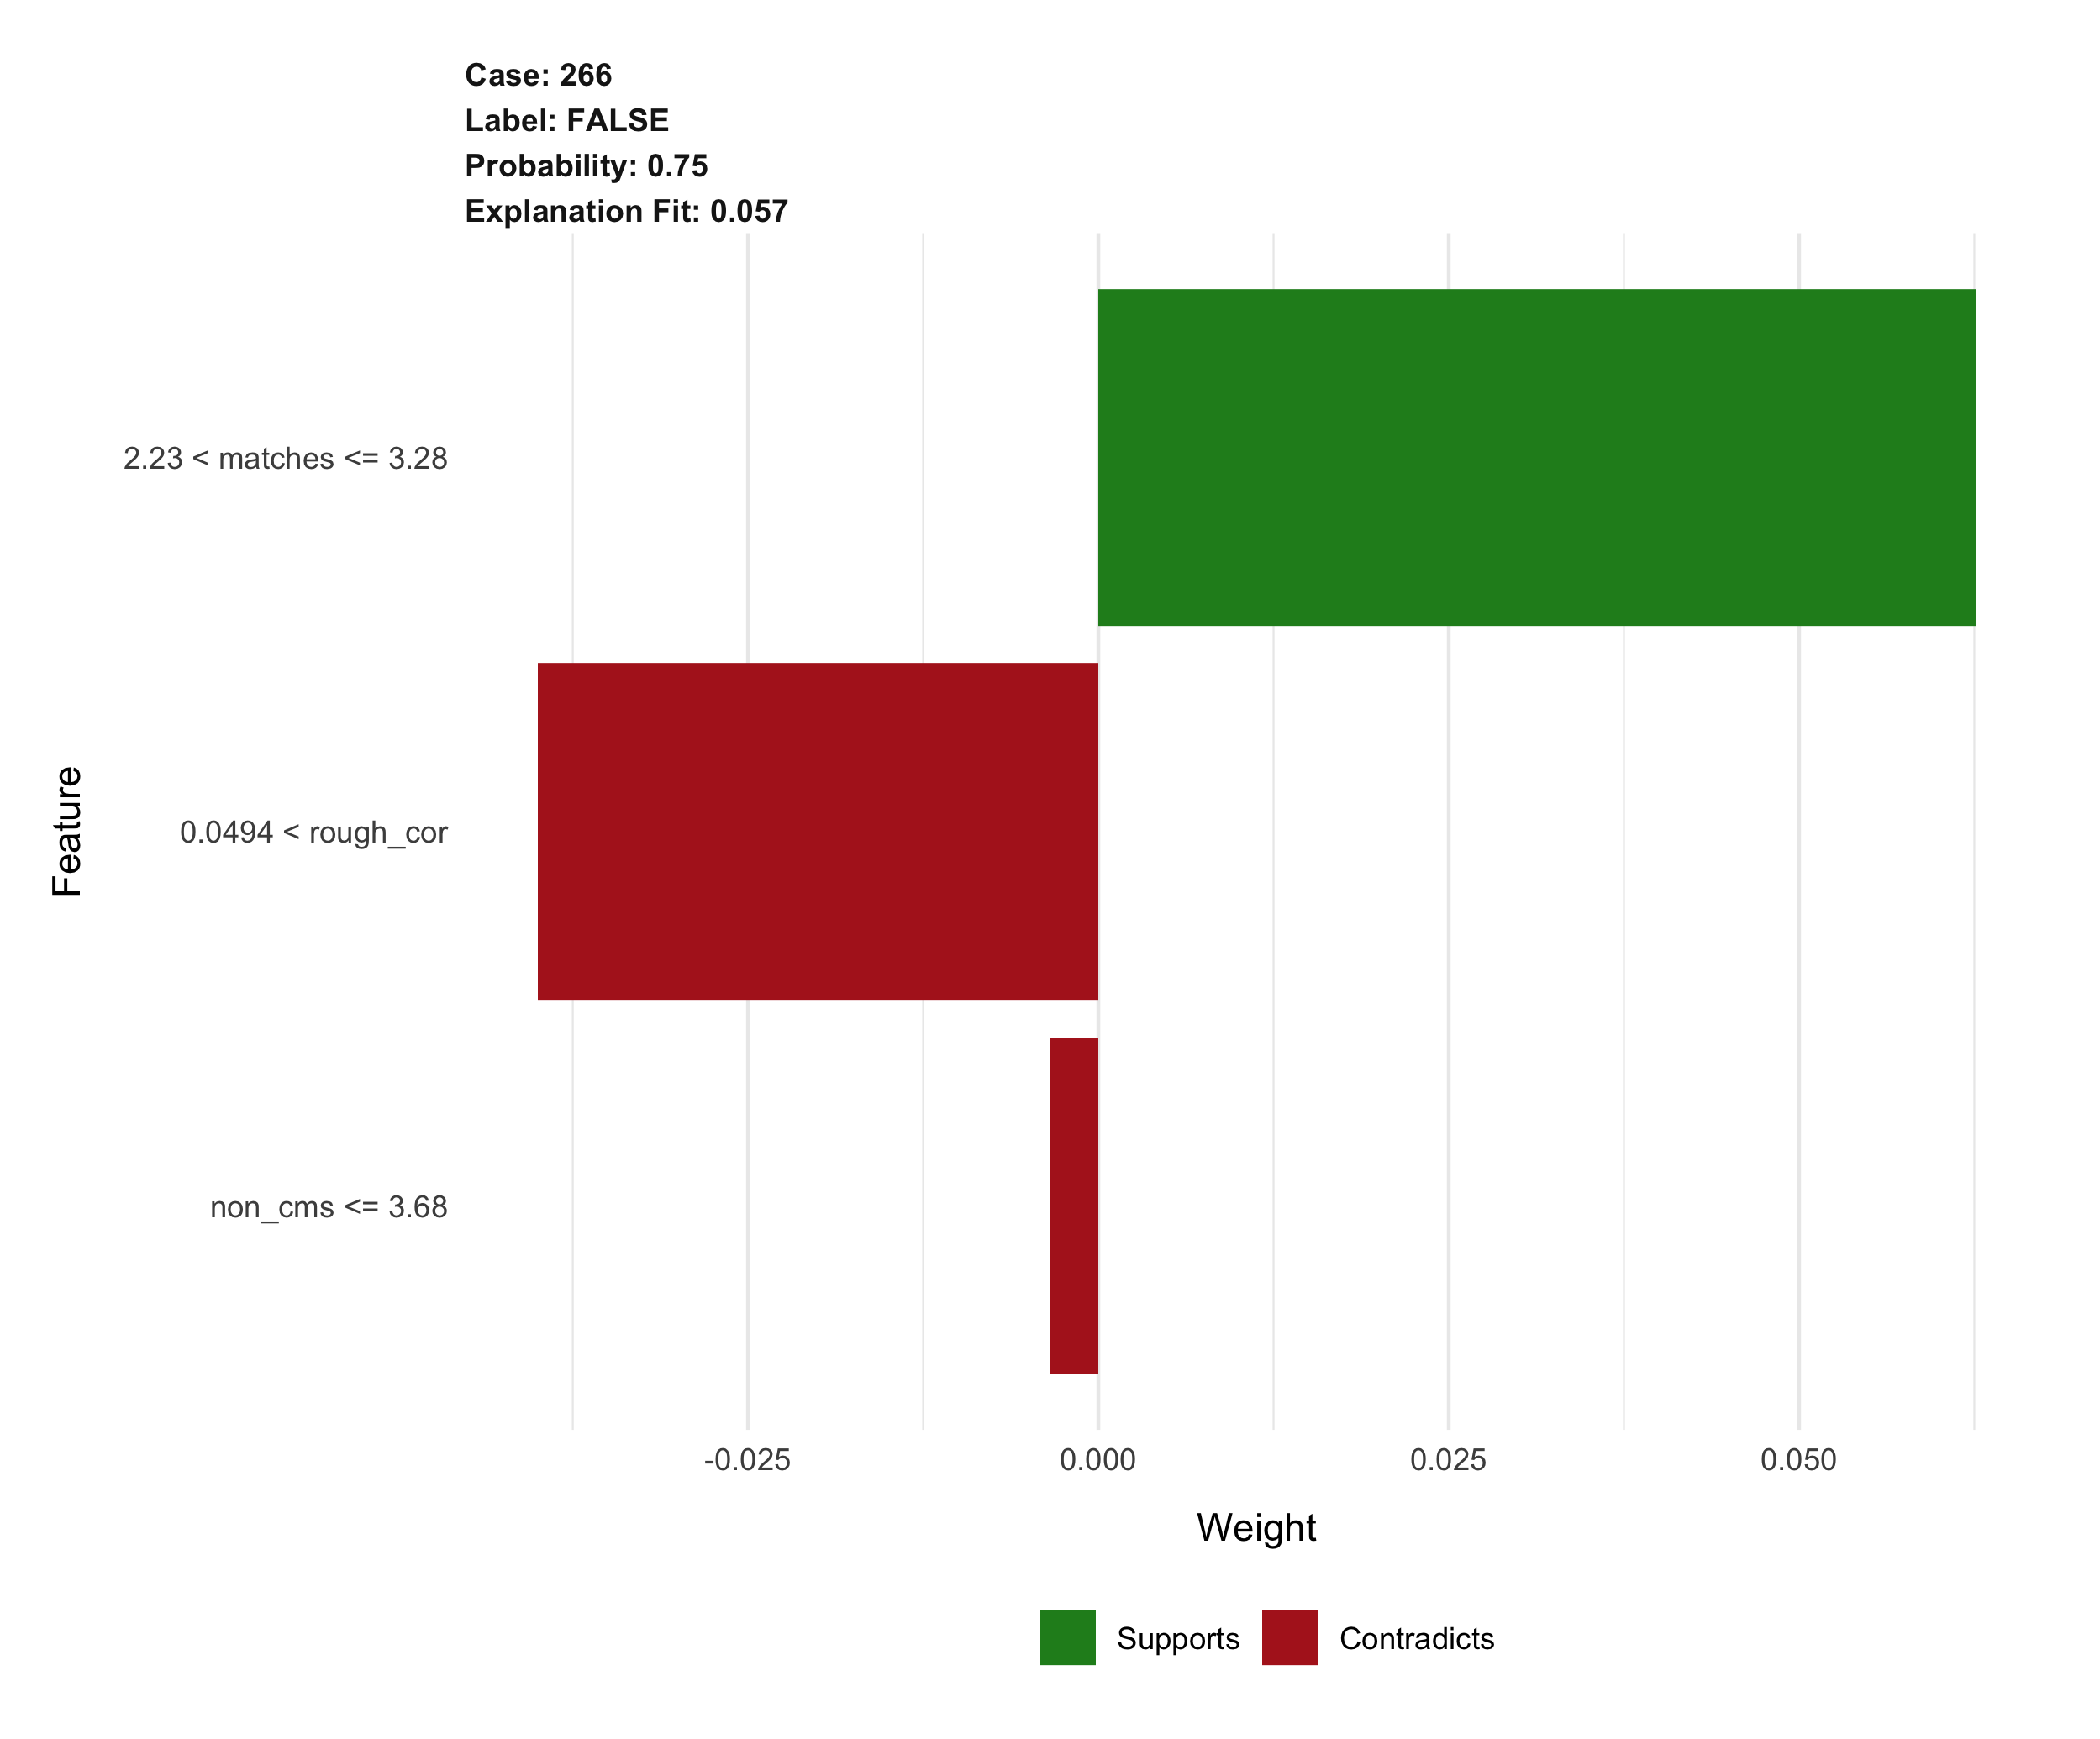 Case: 266
Label: FALSE
Probability: 0.75
Explanation Fit: 0.057
2.23 < matches <= 3.28
0.0494 < rough_cor
non_cms <= 3.68
Feature
-0.025 0.000 0.025 0.050
Weight
Supports Contradicts